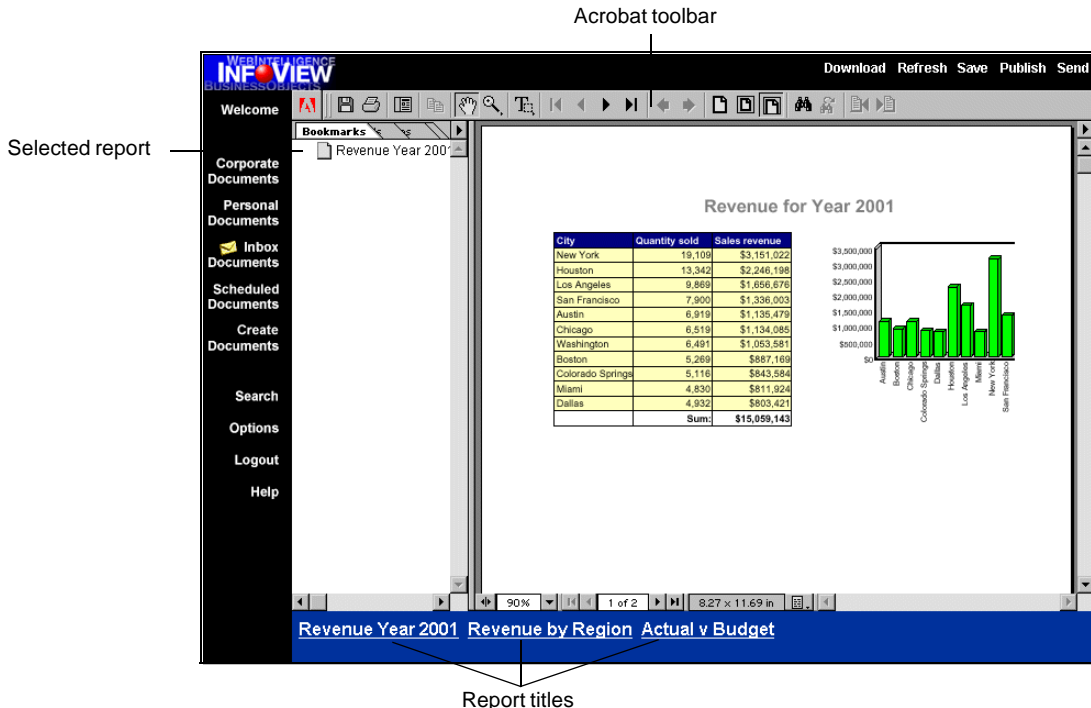 Acrobat toolbar
WEBINTELLIGENCE
INFOVIEW
BUSINESSOBJECTS
Download Refresh Save Publish Send
Welcome
Selected report
Bookmarks
Revenue Year 2001
Corporate
Documents
Personal
Documents
Inbox
Documents
Scheduled
Documents
Create
Documents
Search
Options
Logout
Help
Revenue for Year 2001
City Quantity sold Sales revenue
New York 19,109 $3,151,022
Houston 13,342 $2,246,198
Los Angeles 9,869 $1,656,676
San Francisco 7,900 $1,336,003
Austin 6,919 $1,135,479
Chicago 6,519 $1,134,085
Washington 6,491 $1,053,581
Boston 5,269 $887,169
Colorado Springs 5,116 $843,584
Miami 4,830 $811,924
Dallas 4,932 $803,421
Sum: $15,059,143
$3,500,000
$3,000,000
$2,500,000
$2,000,000
$1,500,000
$1,000,000
$500,000
$0
Austin
Boston
Chicago
Colorado Springs
Dallas
Houston
Los Angeles
Miami
New York
San Francisco
90% 1 of 2 8.27 x 11.69 in
Revenue Year 2001 Revenue by Region Actual v Budget
Report titles